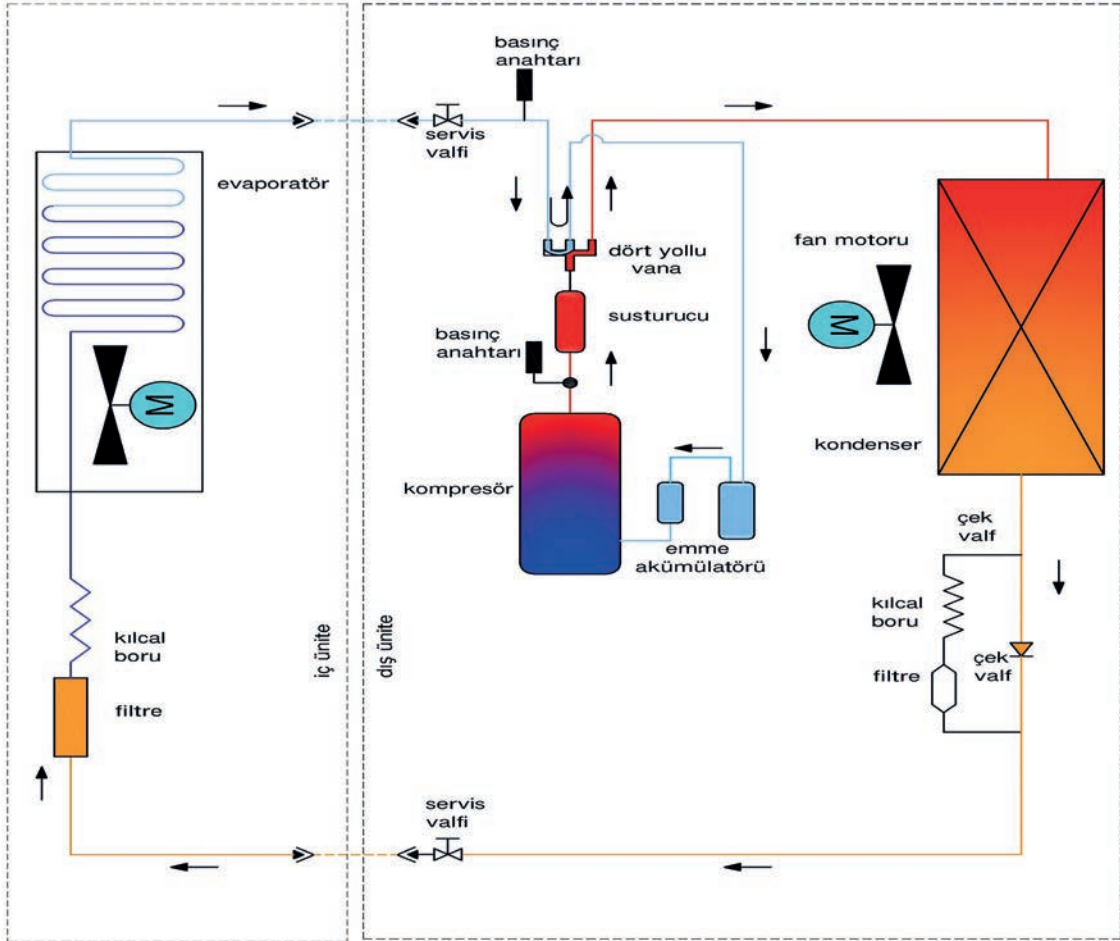 basınç
anahtarı
servis
valfi
evaporatör
dört yollu
vana
fan motoru
susturucu
basınç
anahtarı
M
M
kondenser
kompresör
emme
akümülatörü
çek
valf
kılcal
boru
kılcal
boru
iç ünite
dış ünite
çek
valf
filtre
filtre
servis
valfi